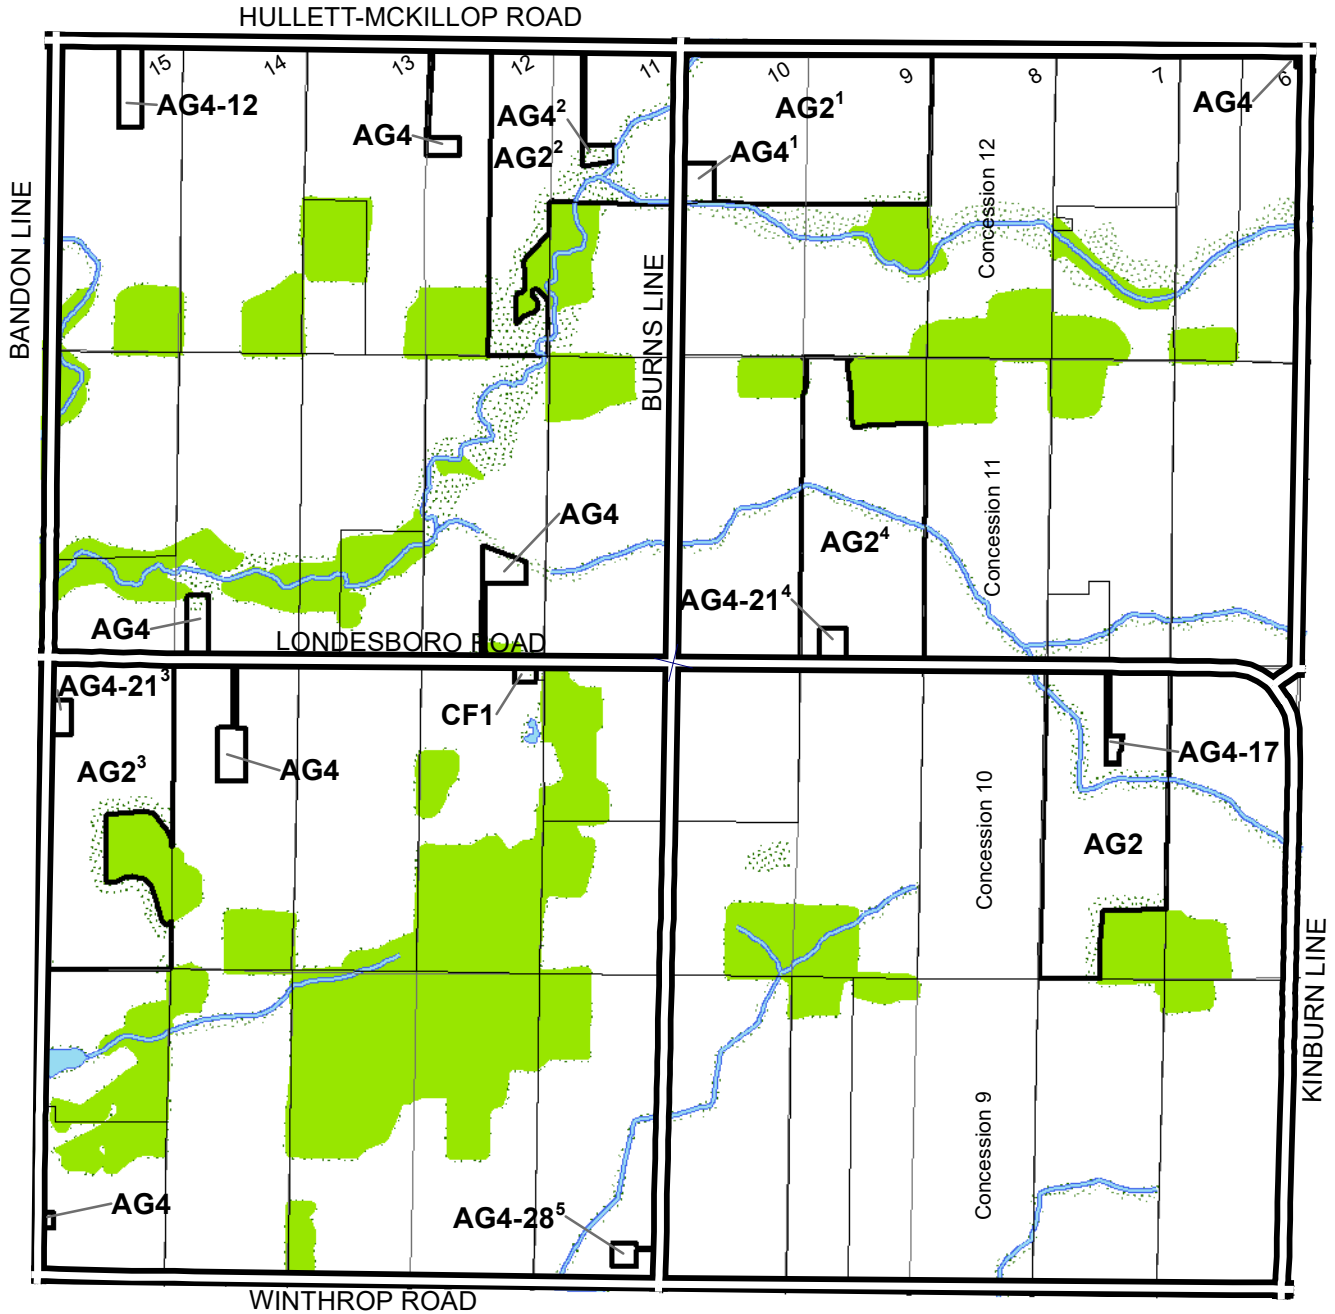 HULLETT-MCKILLOP ROAD
15
14
13
12
11
10
9
8
7
6
AG4-12
AG4
AG4²
AG2²
AG2¹
AG4¹
AG4
BANDON LINE
BURNS LINE
Concession 12
Concession 11
AG4
AG2⁴
AG4-21⁴
AG4
LONDESBORO ROAD
AG4-21³
CF1
AG2³
AG4
AG4-17
AG2
Concession 10
KINBURN LINE
Concession 9
AG4
AG4-28⁵
WINTHROP ROAD